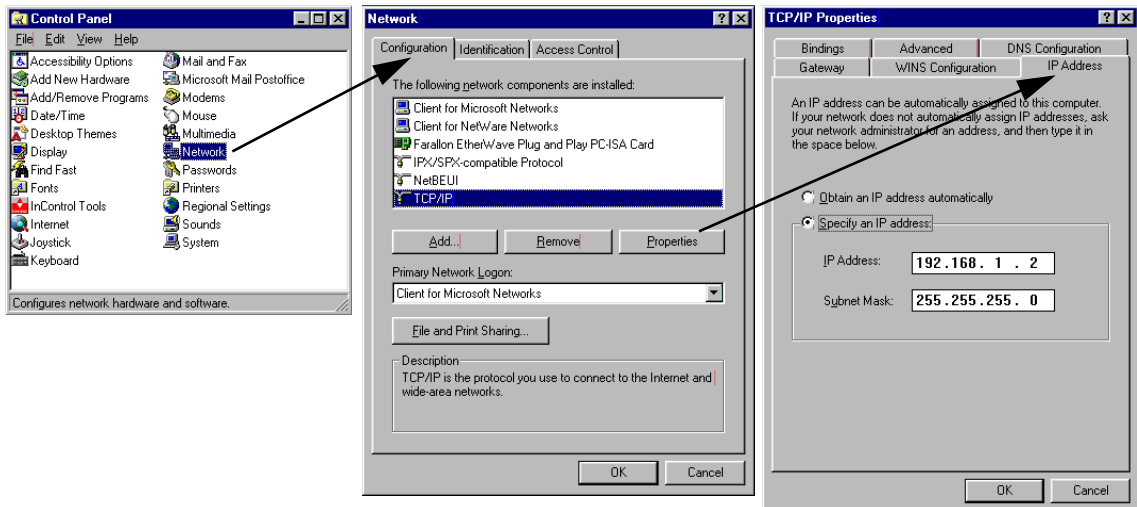 Control Panel
File Edit View Help
Accessibility Options
Add New Hardware
Add/Remove Programs
Date/Time
Desktop Themes
Display
Find Fast
Fonts
InControl Tools
Internet
Joystick
Keyboard
Mail and Fax
Microsoft Mail Postoffice
Modems
Mouse
Multimedia
Network
Passwords
Printers
Regional Settings
Sounds
System
Configures network hardware and software.
Network
Configuration Identification Access Control
The following network components are installed:
Client for Microsoft Networks
Client for NetWare Networks
Farallon EtherWave Plug and Play PC-ISA Card
IPX/SPX-compatible Protocol
NetBEUI
TCP/IP
Add... Remove Properties
Primary Network Logon:
Client for Microsoft Networks
File and Print Sharing...
Description
TCP/IP is the protocol you use to connect to the Internet and
wide-area networks.
OK Cancel
TCP/IP Properties
Bindings Advanced DNS Configuration
Gateway WINS Configuration IP Address
An IP address can be automatically assigned to this computer.
If your network does not automatically assign IP addresses, ask
your network administrator for an address, and then type it in
the space below.
Obtain an IP address automatically
Specify an IP address:
IP Address: 192.168. 1 . 2
Subnet Mask: 255.255.255. 0
OK Cancel